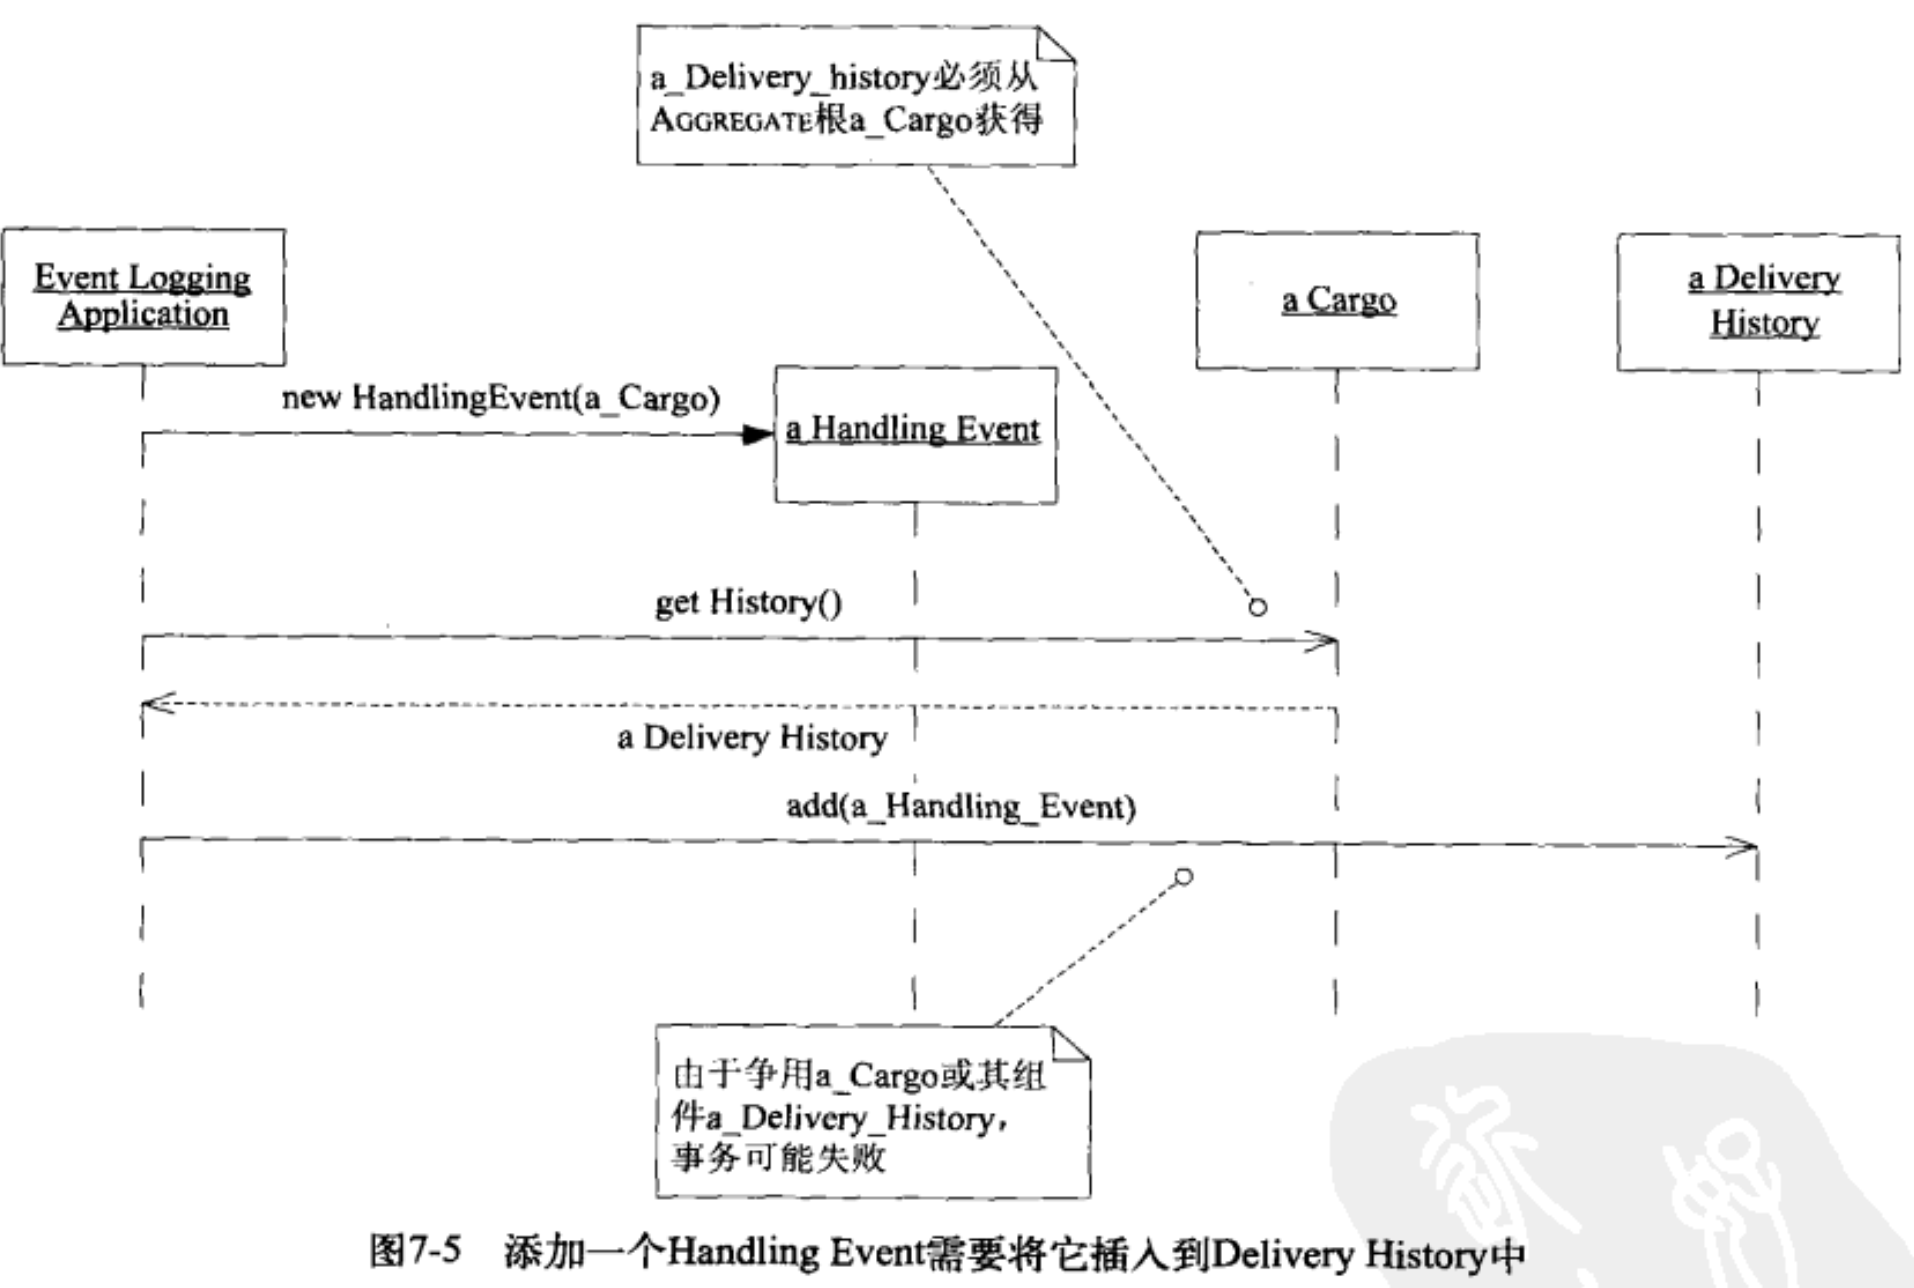 a_Delivery_history必须从
AGGREGATE根a_Cargo获得
Event Logging
Application
a Cargo
a Delivery
History
new HandlingEvent(a_Cargo)
a Handling Event
get History()
a Delivery History
add(a_Handling_Event)
由于争用a_Cargo或其组
件a_Delivery_History,
事务可能失败
图7-5 添加一个Handling Event需要将它插入到Delivery History中